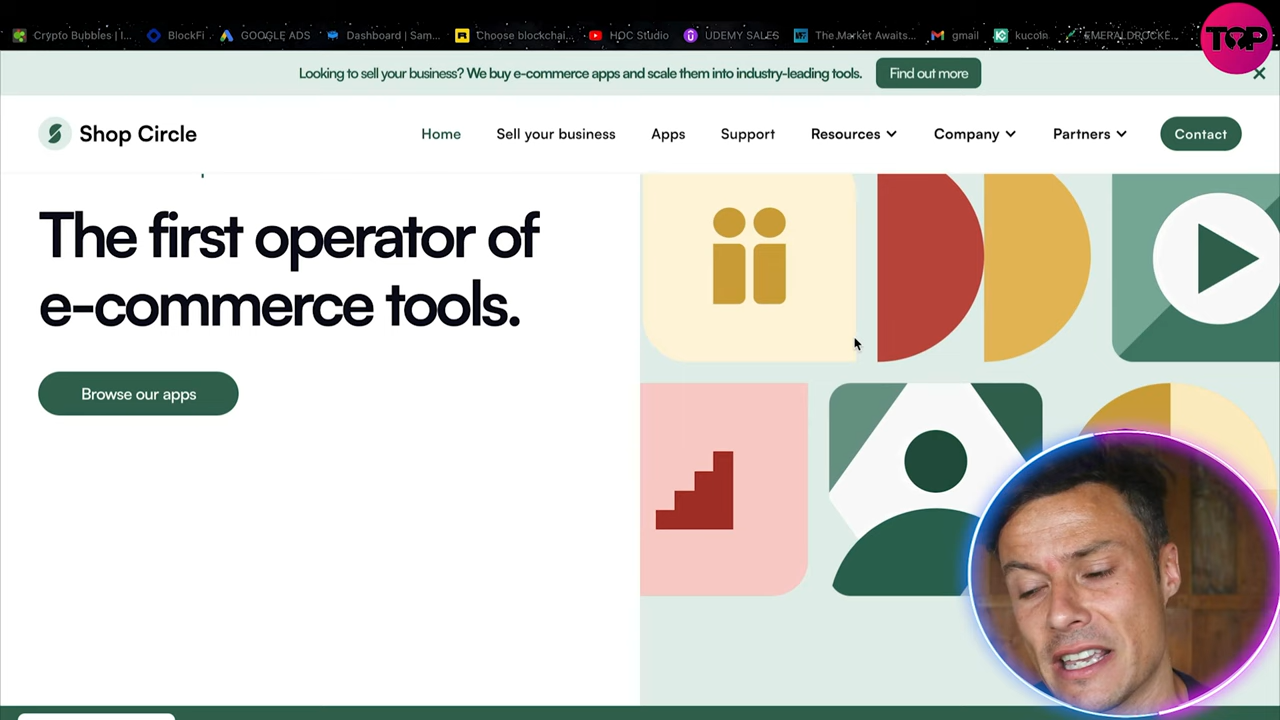 Crypto Bubbles | I...
BlockFi
GOOGLE ADS
Dashboard | Sam...
Choose blockchai...
HOC Studio
UDEMY SALES
The Market Awaits...
gmail
kucoin
EMERALDROCKE...
TOP
Looking to sell your business? We buy e-commerce apps and scale them into industry-leading tools.
Find out more
Shop Circle
Home
Sell your business
Apps
Support
Resources
Company
Partners
Contact
The first operator of
e-commerce tools.
Browse our apps